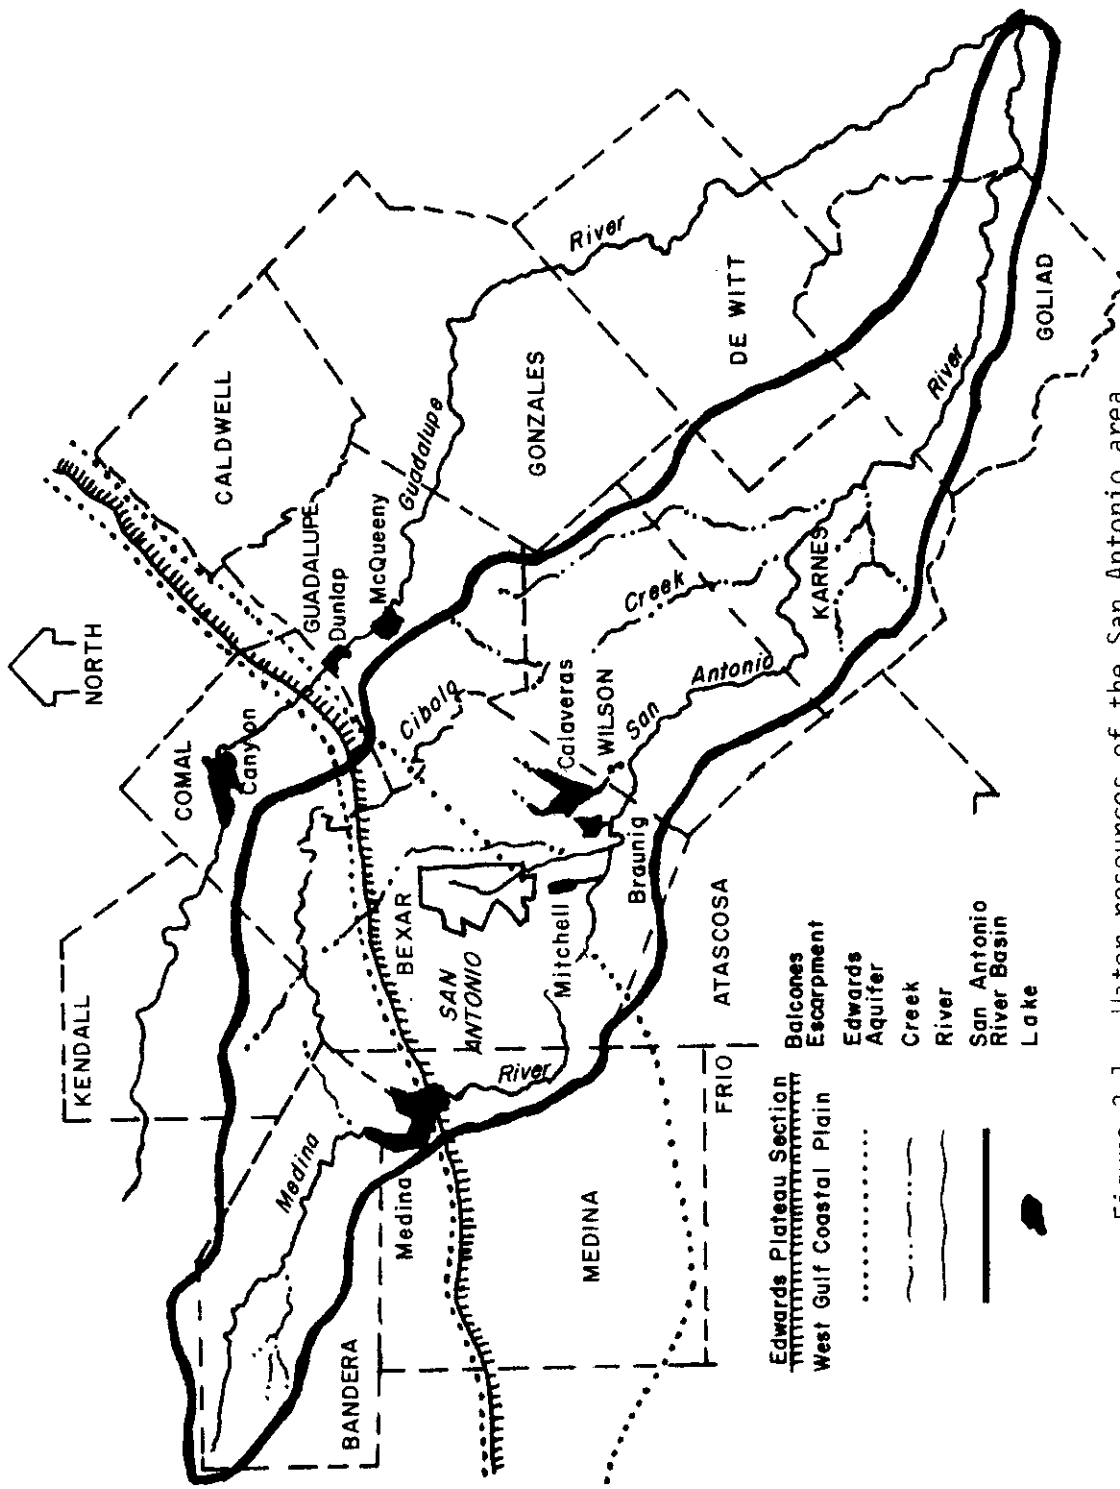 NORTH
KENDALL
COMAL
Canyon
CALDWELL
GUADALUPE
Dunlap
McQueeny
Guadalupe
River
GONZALES
DE WITT
GOLIAD
River
KARNES
Creek
Cibolo
Calaveras
WILSON
San
Antonio
Braunig
Mitchell
BEXAR
SAN
ANTONIO
ATASCOSA
FRIO
River
Medina
Medina
MEDINA
BANDERA
Edwards Plateau Section
West Gulf Coastal Plain
Balcones
Escarpment
Edwards
Aquifer
Creek
River
San Antonio
River Basin
Lake
Water resources of the San Antonio area